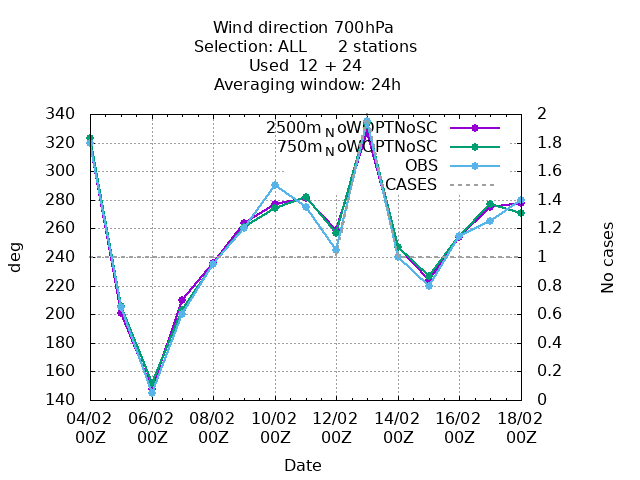 Wind direction 700hPa
Selection: ALL 2 stations
Used 12 + 24
Averaging window: 24h
340
320
300
280
260
240
220
200
180
160
140
2
1.8
1.6
1.4
1.2
1
0.8
0.6
0.4
0.2
0
deg
No cases
2500mNoWOPTNoSC
750mNoWOPTNoSC
OBS
CASES
04/02 06/02 08/02 10/02 12/02 14/02 16/02 18/02
00Z 00Z 00Z 00Z 00Z 00Z 00Z 00Z
Date